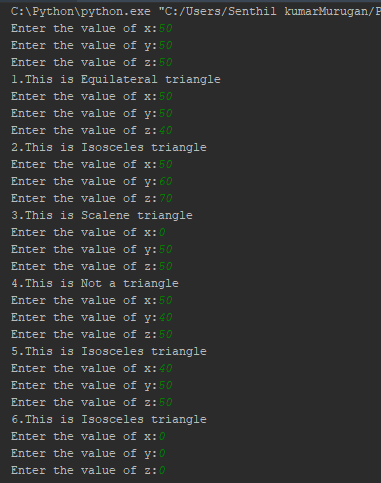 C:\Python\python.exe "C:/Users/Senthil kumarMurugan/P
Enter the value of x:50
Enter the value of y:50
Enter the value of z:50
1.This is Equilateral triangle
Enter the value of x:50
Enter the value of y:50
Enter the value of z:40
2.This is Isosceles triangle
Enter the value of x:50
Enter the value of y:60
Enter the value of z:70
3.This is Scalene triangle
Enter the value of x:0
Enter the value of y:50
Enter the value of z:50
4.This is Not a triangle
Enter the value of x:50
Enter the value of y:40
Enter the value of z:50
5.This is Isosceles triangle
Enter the value of x:40
Enter the value of y:50
Enter the value of z:50
6.This is Isosceles triangle
Enter the value of x:0
Enter the value of y:0
Enter the value of z:0